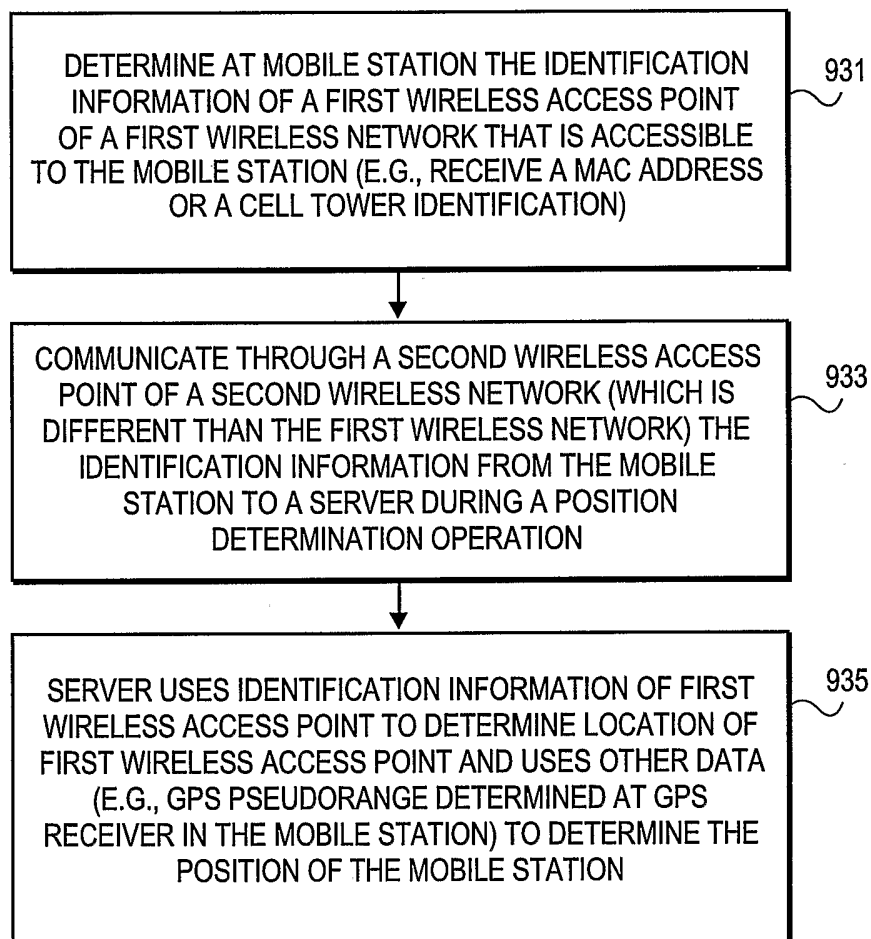 DETERMINE AT MOBILE STATION THE IDENTIFICATION
INFORMATION OF A FIRST WIRELESS ACCESS POINT
OF A FIRST WIRELESS NETWORK THAT IS ACCESSIBLE
TO THE MOBILE STATION (E.G., RECEIVE A MAC ADDRESS
OR A CELL TOWER IDENTIFICATION)
931
COMMUNICATE THROUGH A SECOND WIRELESS ACCESS
POINT OF A SECOND WIRELESS NETWORK (WHICH IS
DIFFERENT THAN THE FIRST WIRELESS NETWORK) THE
IDENTIFICATION INFORMATION FROM THE MOBILE
STATION TO A SERVER DURING A POSITION
DETERMINATION OPERATION
933
SERVER USES IDENTIFICATION INFORMATION OF FIRST
WIRELESS ACCESS POINT TO DETERMINE LOCATION OF
FIRST WIRELESS ACCESS POINT AND USES OTHER DATA
(E.G., GPS PSEUDORANGE DETERMINED AT GPS
RECEIVER IN THE MOBILE STATION) TO DETERMINE THE
POSITION OF THE MOBILE STATION
935